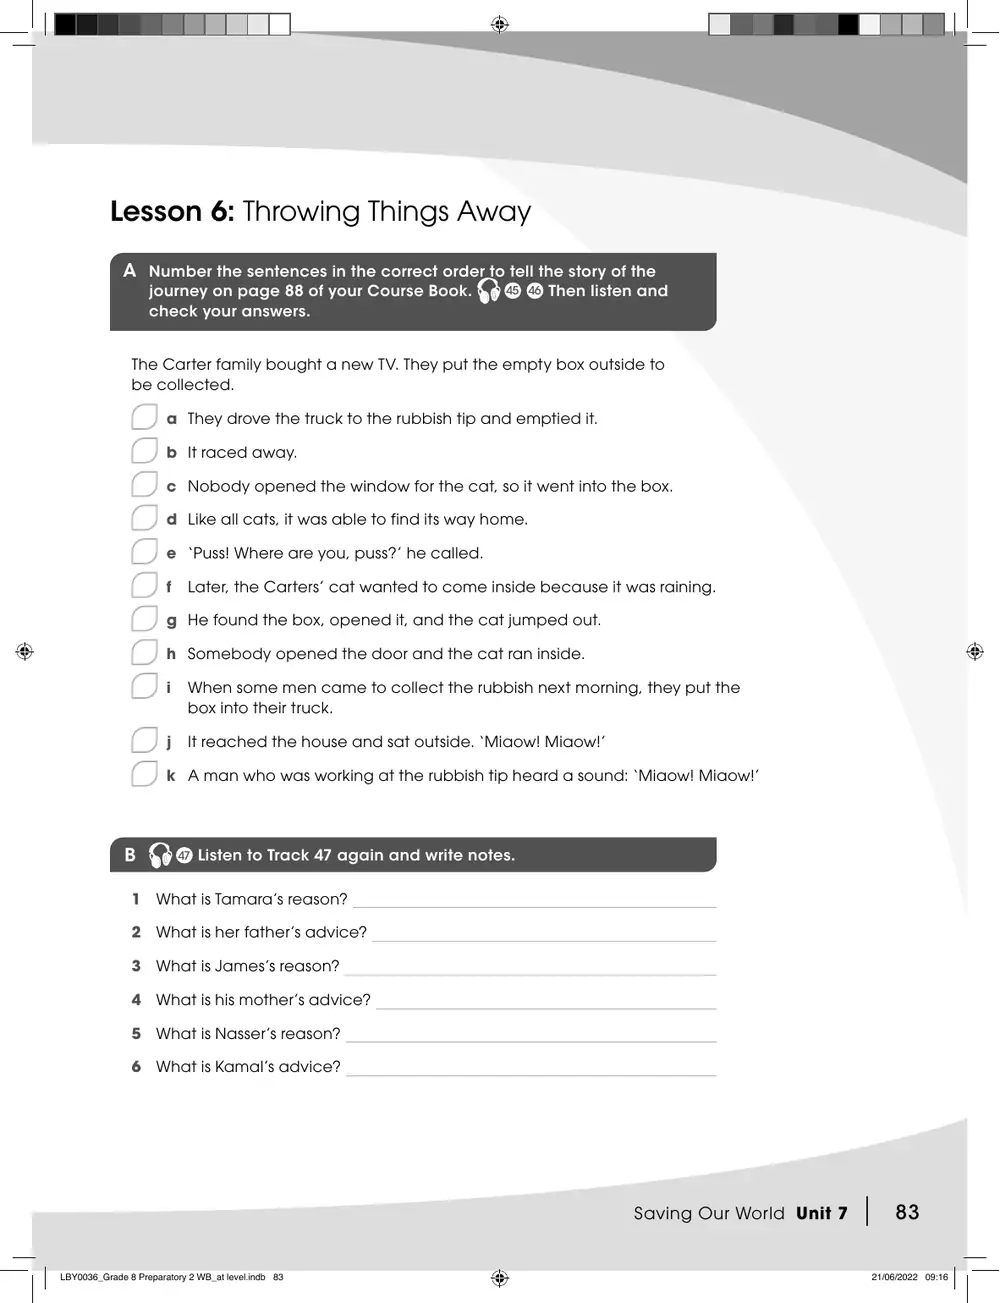 Lesson 6: Throwing Things Away
A Number the sentences in the correct order to tell the story of the
journey on page 88 of your Course Book. 45 46 Then listen and
check your answers.
The Carter family bought a new TV. They put the empty box outside to
be collected.
a They drove the truck to the rubbish tip and emptied it.
b It raced away.
c Nobody opened the window for the cat, so it went into the box.
d Like all cats, it was able to find its way home.
e ‘Puss! Where are you, puss?’ he called.
f Later, the Carters’ cat wanted to come inside because it was raining.
g He found the box, opened it, and the cat jumped out.
h Somebody opened the door and the cat ran inside.
i When some men came to collect the rubbish next morning, they put the
box into their truck.
j It reached the house and sat outside. ‘Miaow! Miaow!’
k A man who was working at the rubbish tip heard a sound: ‘Miaow! Miaow!’
B 47 Listen to Track 47 again and write notes.
1 What is Tamara’s reason?
2 What is her father’s advice?
3 What is James’s reason?
4 What is his mother’s advice?
5 What is Nasser’s reason?
6 What is Kamal’s advice?
Saving Our World Unit 7 83
LBY0036_Grade 8 Preparatory 2 WB_at level.indb 83
21/06/2022 09:16